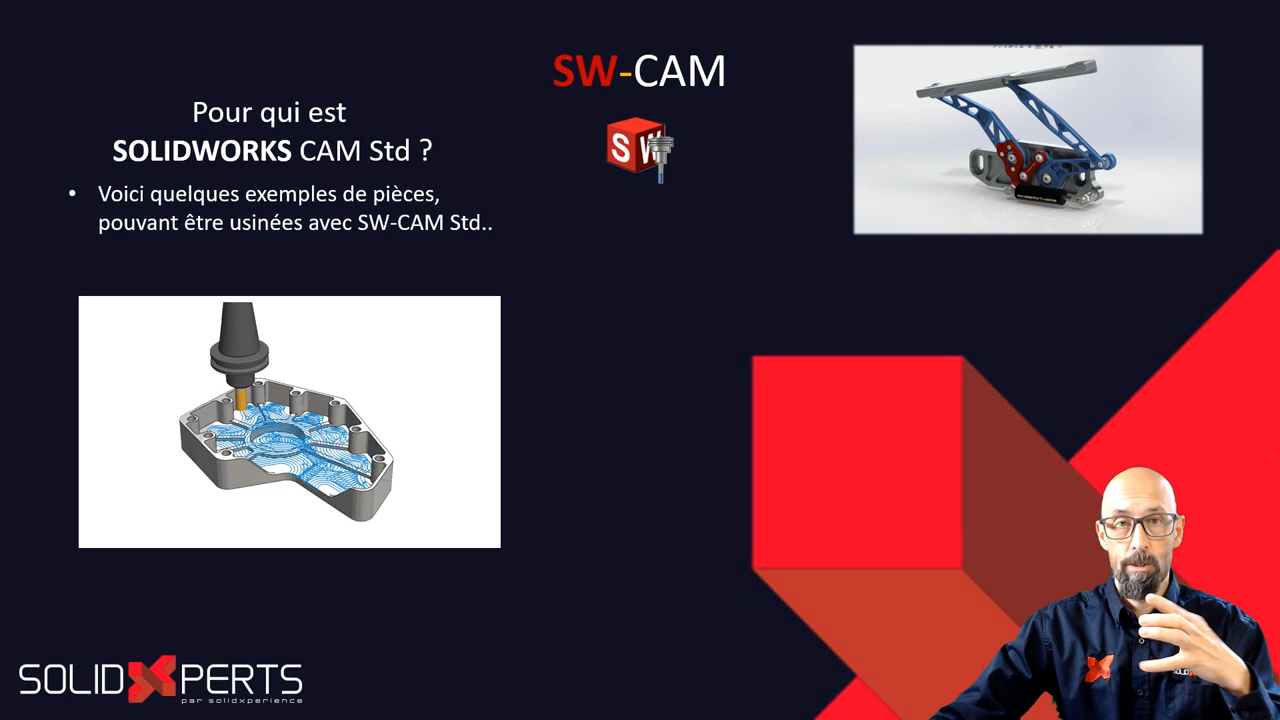 SW-CAM
Pour qui est
SOLIDWORKS CAM Std ?
• Voici quelques exemples de pièces,
pouvant être usinées avec SW-CAM Std..
SW
SOLIDXPERTS
par solidxperience